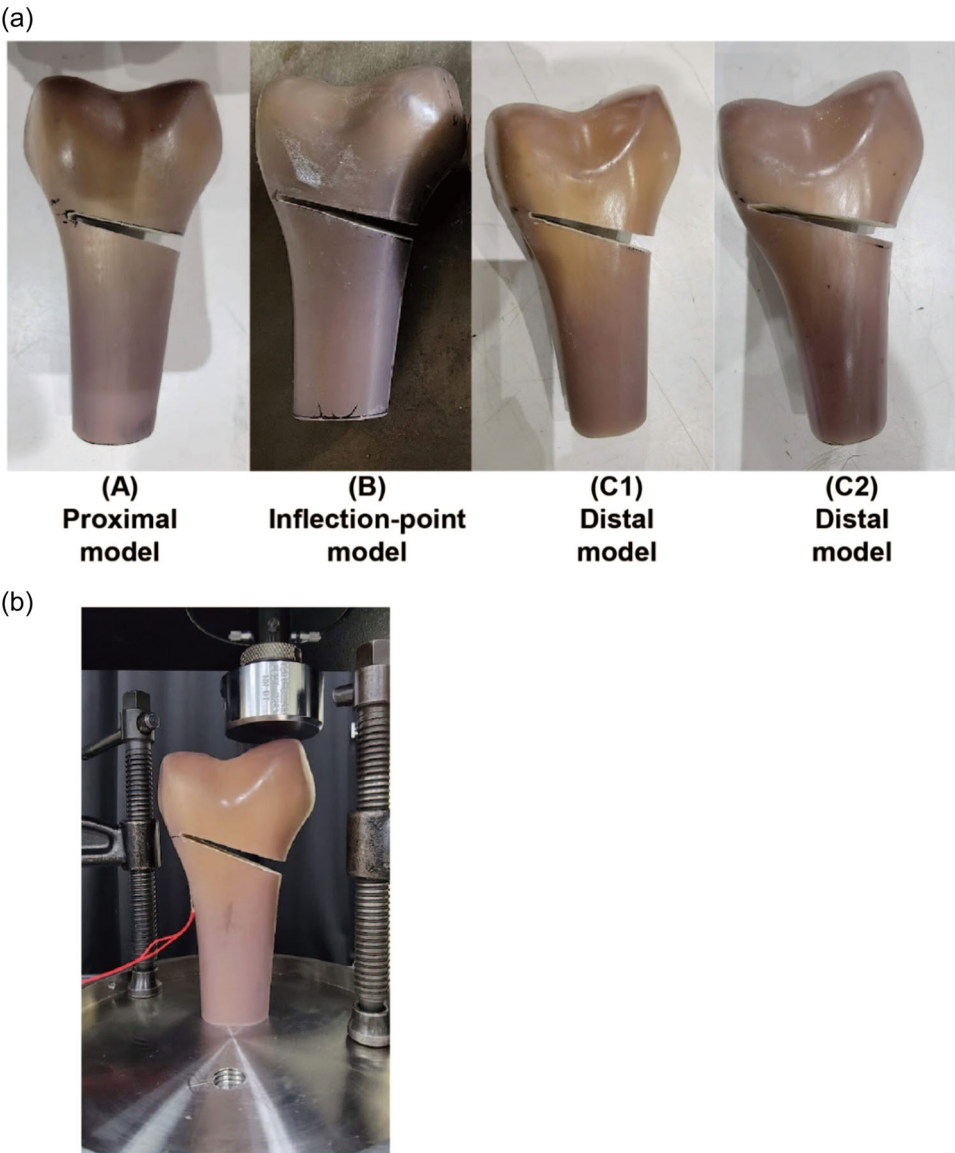 (a)
(A)
Proximal
model
(B)
Inflection-point
model
(C1)
Distal
model
(C2)
Distal
model
(b)